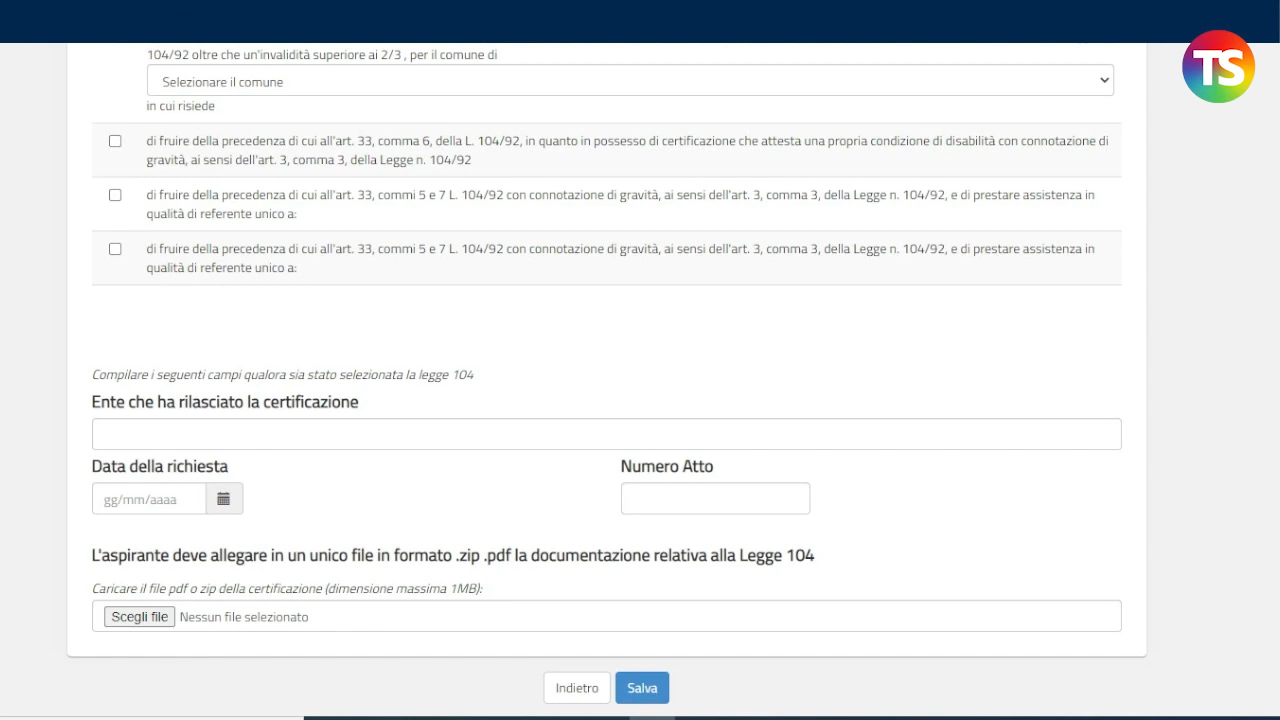 TS
104/92 oltre che un'invalidità superiore ai 2/3 , per il comune di
Selezionare il comune
in cui risiede
di fruire della precedenza di cui all'art. 33, comma 6, della L. 104/92, in quanto in possesso di certificazione che attesta una propria condizione di disabilità con connotazione di
gravità, ai sensi dell'art. 3, comma 3, della Legge n. 104/92
di fruire della precedenza di cui all'art. 33, commi 5 e 7 L. 104/92 con connotazione di gravità, ai sensi dell'art. 3, comma 3, della Legge n. 104/92, e di prestare assistenza in
qualità di referente unico a:
di fruire della precedenza di cui all'art. 33, commi 5 e 7 L. 104/92 con connotazione di gravità, ai sensi dell'art. 3, comma 3, della Legge n. 104/92, e di prestare assistenza in
qualità di referente unico a:
Compilare i seguenti campi qualora sia stato selezionata la legge 104
Ente che ha rilasciato la certificazione
Data della richiesta
Numero Atto
gg/mm/aaaa
L'aspirante deve allegare in un unico file in formato .zip .pdf la documentazione relativa alla Legge 104
Caricare il file pdf o zip della certificazione (dimensione massima 1MB):
Scegli file Nessun file selezionato
Indietro Salva